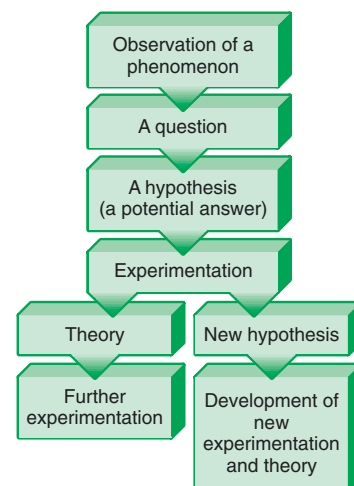 Observation of a
phenomenon
A question
A hypothesis
(a potential answer)
Experimentation
Theory
New hypothesis
Further
experimentation
Development of
new
experimentation
and theory